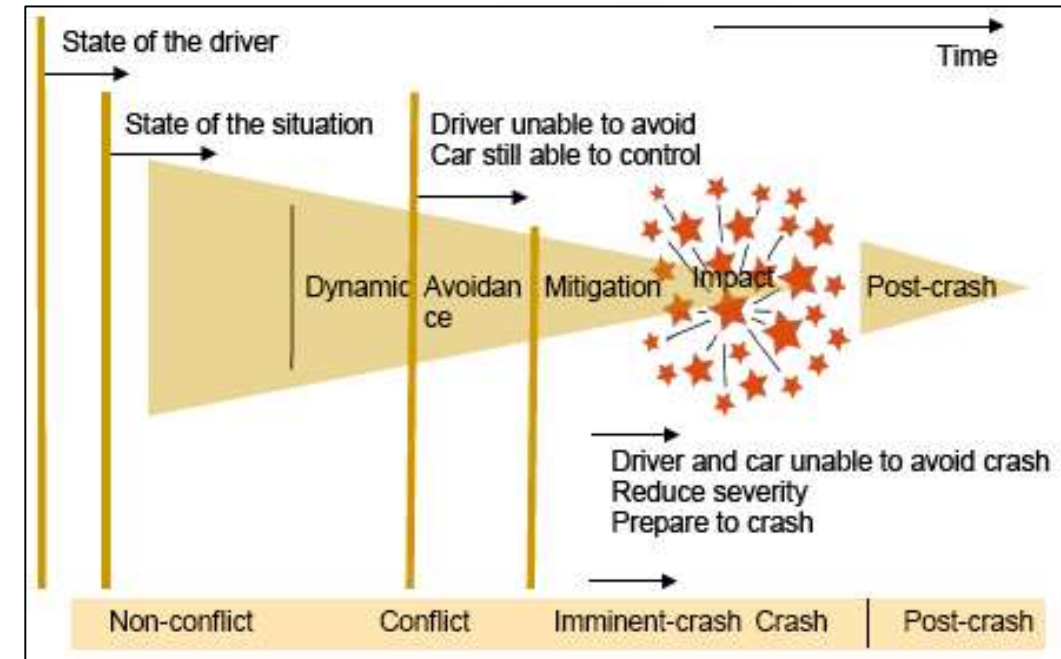 State of the driver
Time
State of the situation
Driver unable to avoid
Car still able to control
Dynamic
Avoidan
ce
Mitigation
Impact
Post-crash
Driver and car unable to avoid crash
Reduce severity
Prepare to crash
Non-conflict
Conflict
Imminent-crash
Crash
Post-crash